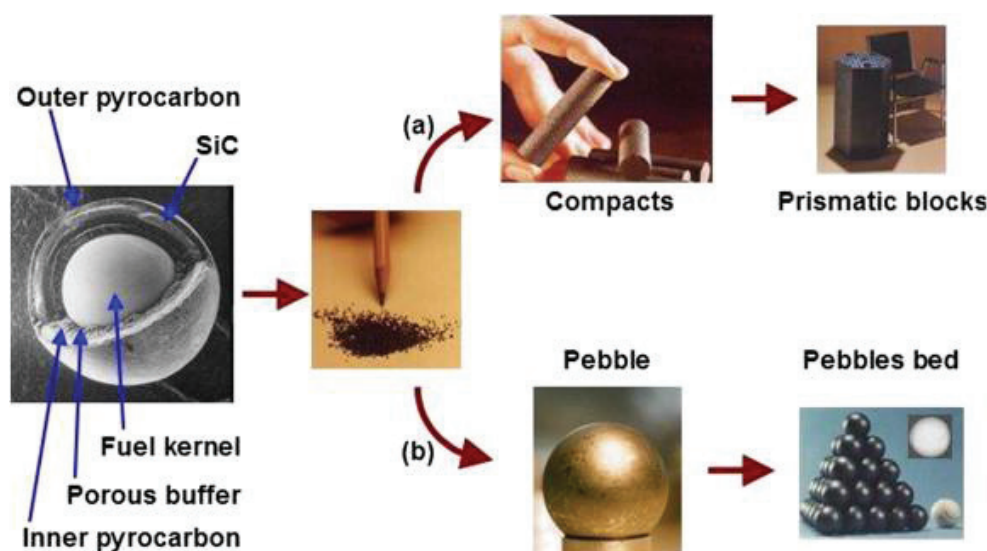 Outer pyrocarbon
SiC
(a)
Compacts
Prismatic blocks
Fuel kernel
Porous buffer
Inner pyrocarbon
(b)
Pebble
Pebbles bed